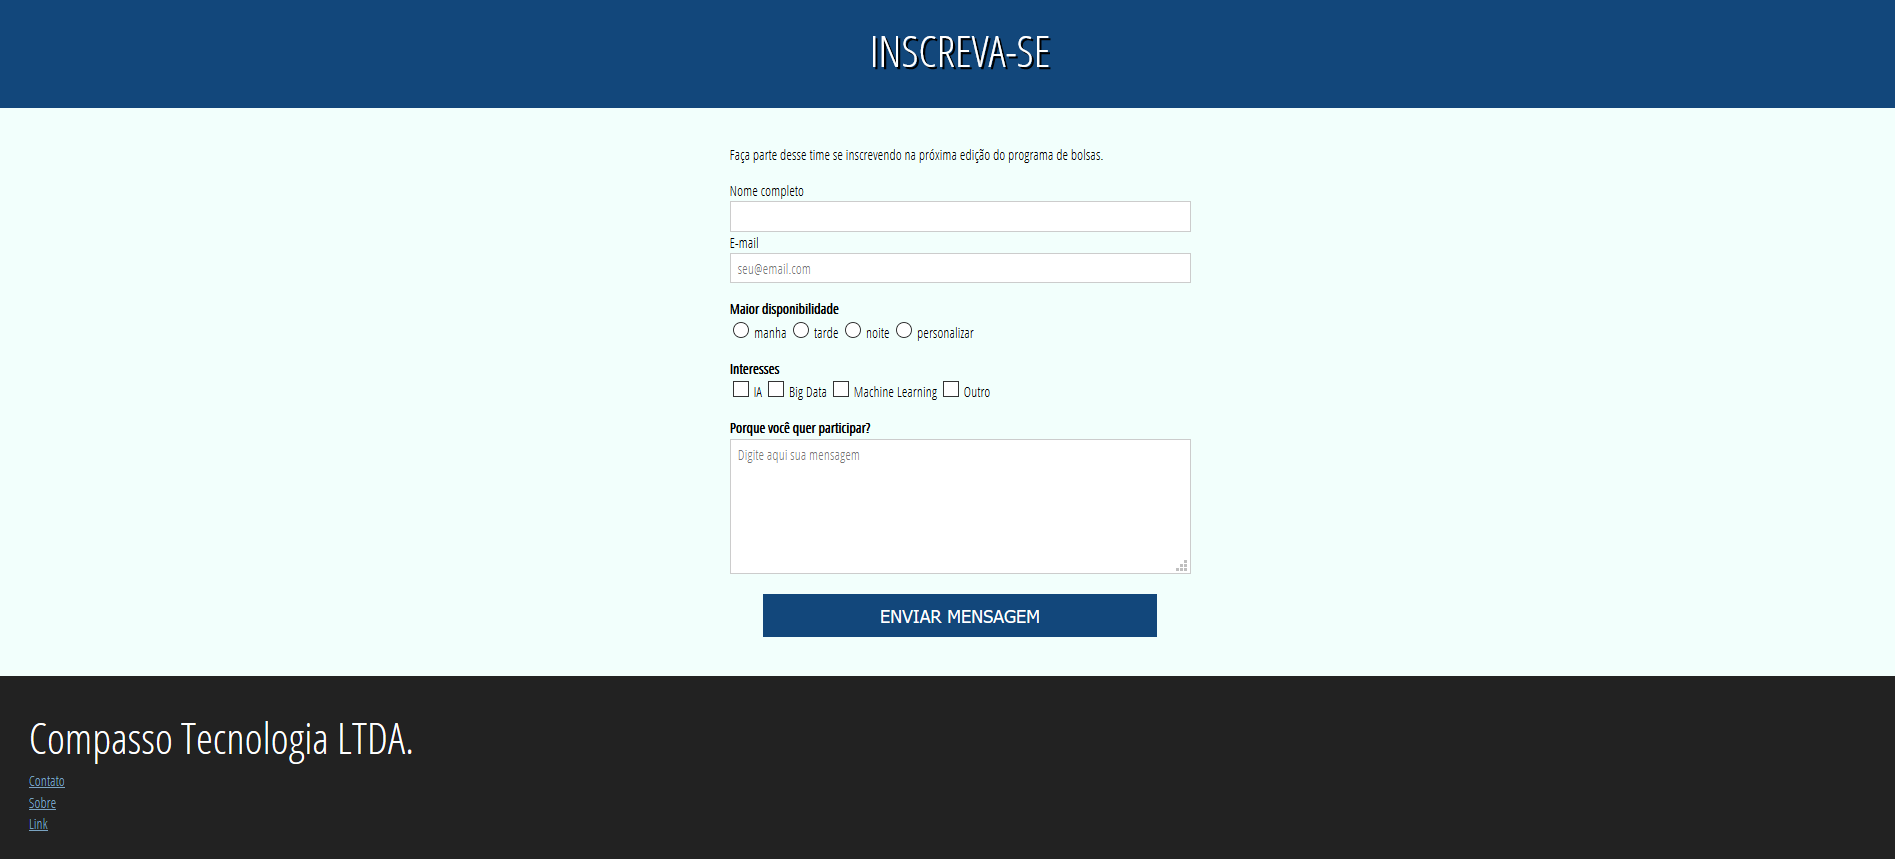 INSCREVA-SE
Faça parte desse time se inscrevendo na próxima edição do programa de bolsas.
Nome completo
E-mail
seu@email.com
Maior disponibilidade
manha tarde noite personalizar
Interesses
IA Big Data Machine Learning Outro
Porque você quer participar?
Digite aqui sua mensagem
ENVIAR MENSAGEM
Compasso Tecnologia LTDA.
Contato
Sobre
Link